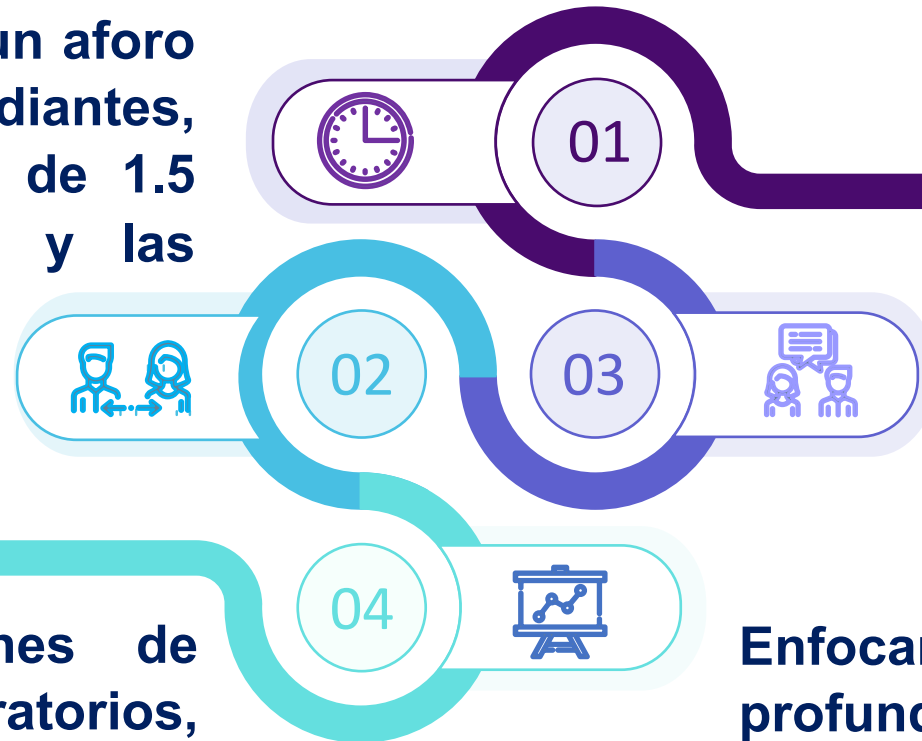 un aforo
diantes,
de 1.5
y las
01
02
03
04
nes de
ratorios,
Enfocar
profund